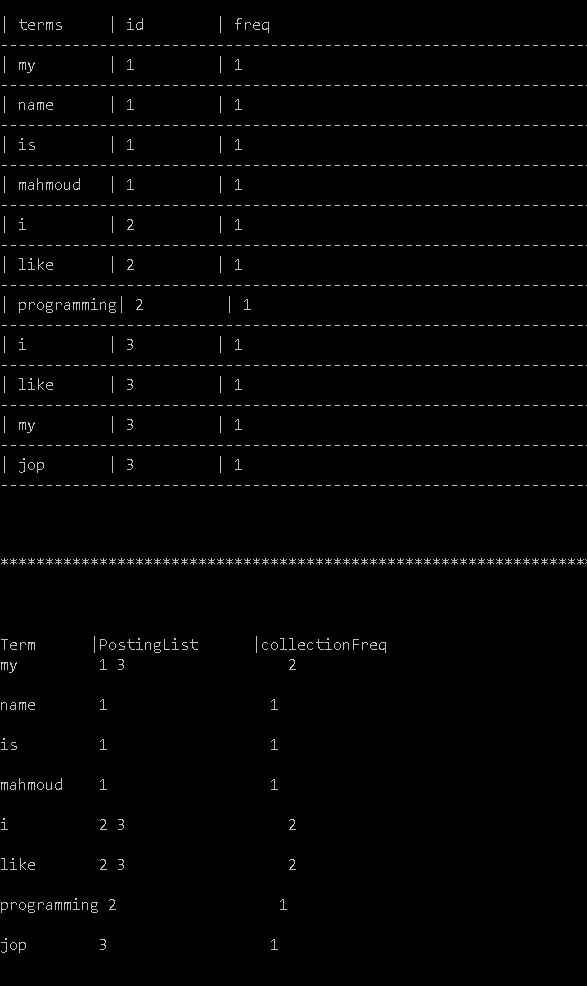 | terms     | id        | freq
----------------------------------------------------------------
| my        | 1         | 1
----------------------------------------------------------------
| name      | 1         | 1
----------------------------------------------------------------
| is        | 1         | 1
----------------------------------------------------------------
| mahmoud   | 1         | 1
----------------------------------------------------------------
| i         | 2         | 1
----------------------------------------------------------------
| like      | 2         | 1
----------------------------------------------------------------
| programming| 2         | 1
----------------------------------------------------------------
| i         | 3         | 1
----------------------------------------------------------------
| like      | 3         | 1
----------------------------------------------------------------
| my        | 3         | 1
----------------------------------------------------------------
| jop       | 3         | 1
----------------------------------------------------------------
*****************************************************************
Term      |PostingList      |collectionFreq
my         1 3                  2
name       1                  1
is         1                  1
mahmoud    1                  1
i          2 3                  2
like       2 3                  2
programming 2                  1
jop        3                  1